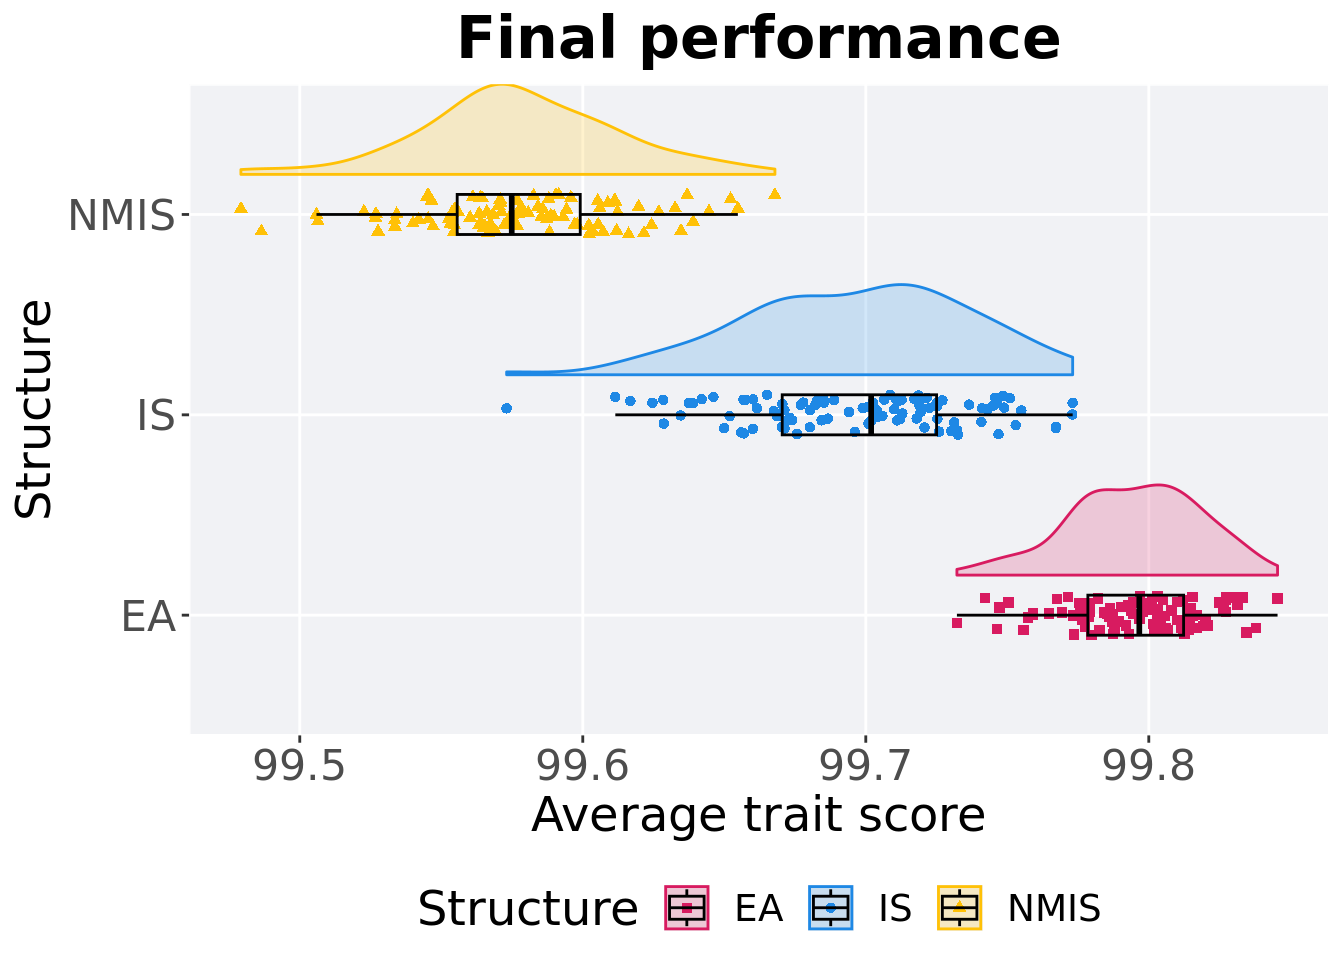 Final performance
Structure
NMIS
IS
EA
99.5 99.6 99.7 99.8
Average trait score
Structure EA IS NMIS